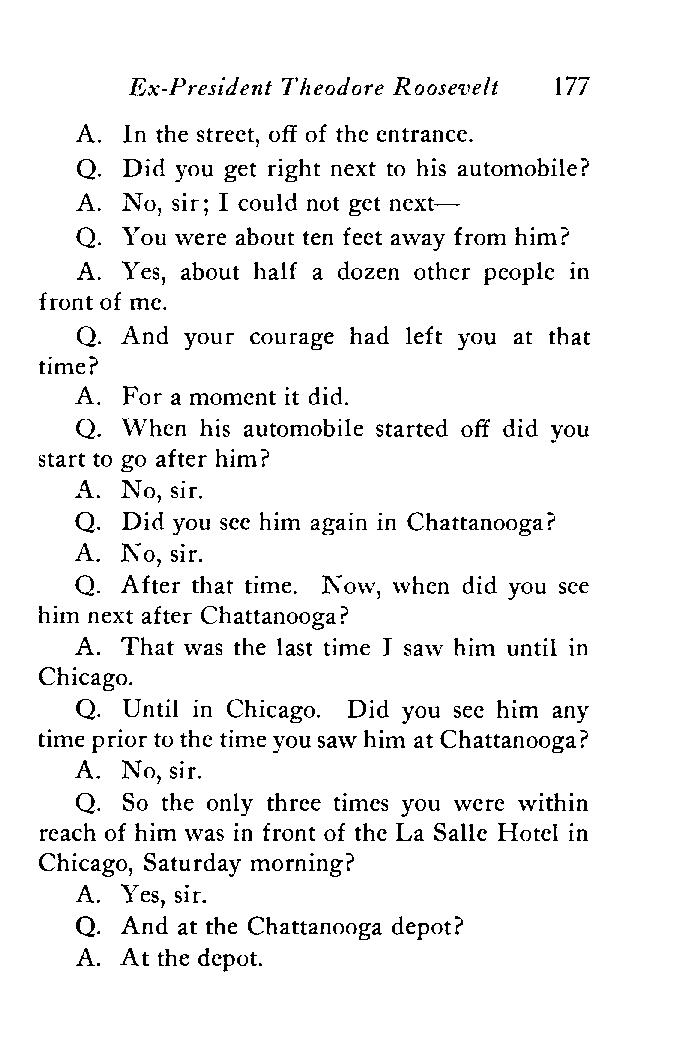 Ex-President Theodore Roosevelt 177
A. In the street, off of the entrance.
Q. Did you get right next to his automobile?
A. No, sir; I could not get next—
Q. You were about ten feet away from him?
A. Yes, about half a dozen other people in
front of me.
Q. And your courage had left you at that
time?
A. For a moment it did.
Q. When his automobile started off did you
start to go after him?
A. No, sir.
Q. Did you see him again in Chattanooga?
A. No, sir.
Q. After that time. Now, when did you see
him next after Chattanooga?
A. That was the last time I saw him until in
Chicago.
Q. Until in Chicago. Did you see him any
time prior to the time you saw him at Chattanooga?
A. No, sir.
Q. So the only three times you were within
reach of him was in front of the La Salle Hotel in
Chicago, Saturday morning?
A. Yes, sir.
Q. And at the Chattanooga depot?
A. At the depot.